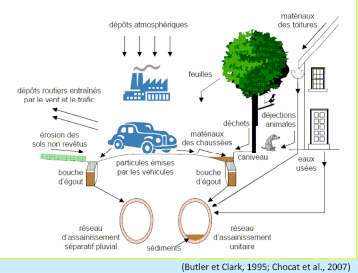 matériaux
des toitures
dépôts atmosphériques
feuilles
dépôts routiers entraînés
par le vent et le trafic
déchets
déjections
animales
érosion des
sols non revêtus
matériaux
des chaussées
particules émises
par les véhicules
caniveau
eaux
usées
bouche
d'égout
bouche
d'égout
réseau
d'assainissement
séparatif pluvial
sédiments
réseau
d'assainissement
unitaire
(Butler et Clark, 1995; Chocat et al., 2007)